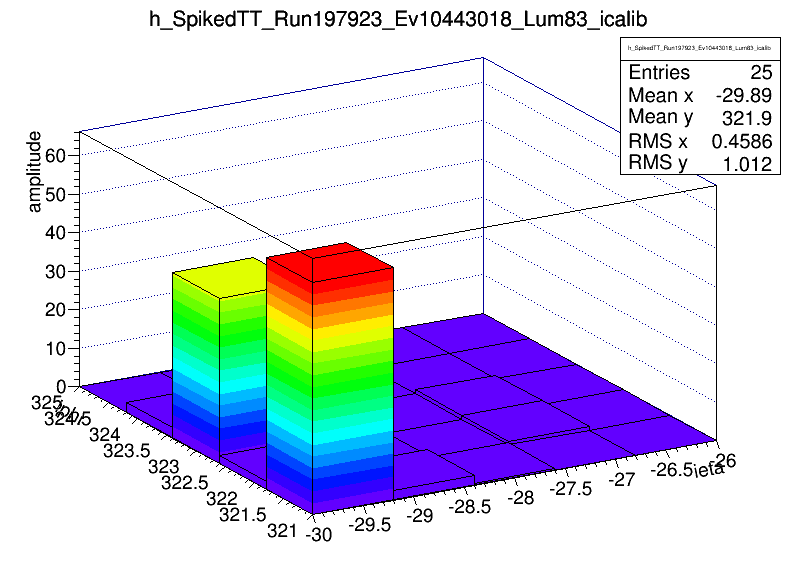 h_SpikedTT_Run197923_Ev10443018_Lum83_icalib
h_SpikedTT_Run197923_Ev10443018_Lum83_icalib
Entries 25
Mean x -29.89
Mean y 321.9
RMS x 0.4586
RMS y 1.012
amplitude
60
50
40
30
20
10
0
325
324.5
324
323.5
323
322.5
322
321.5
321
-30
-29.5
-29
-28.5
-28
-27.5
-27
-26.5
-26
ieta